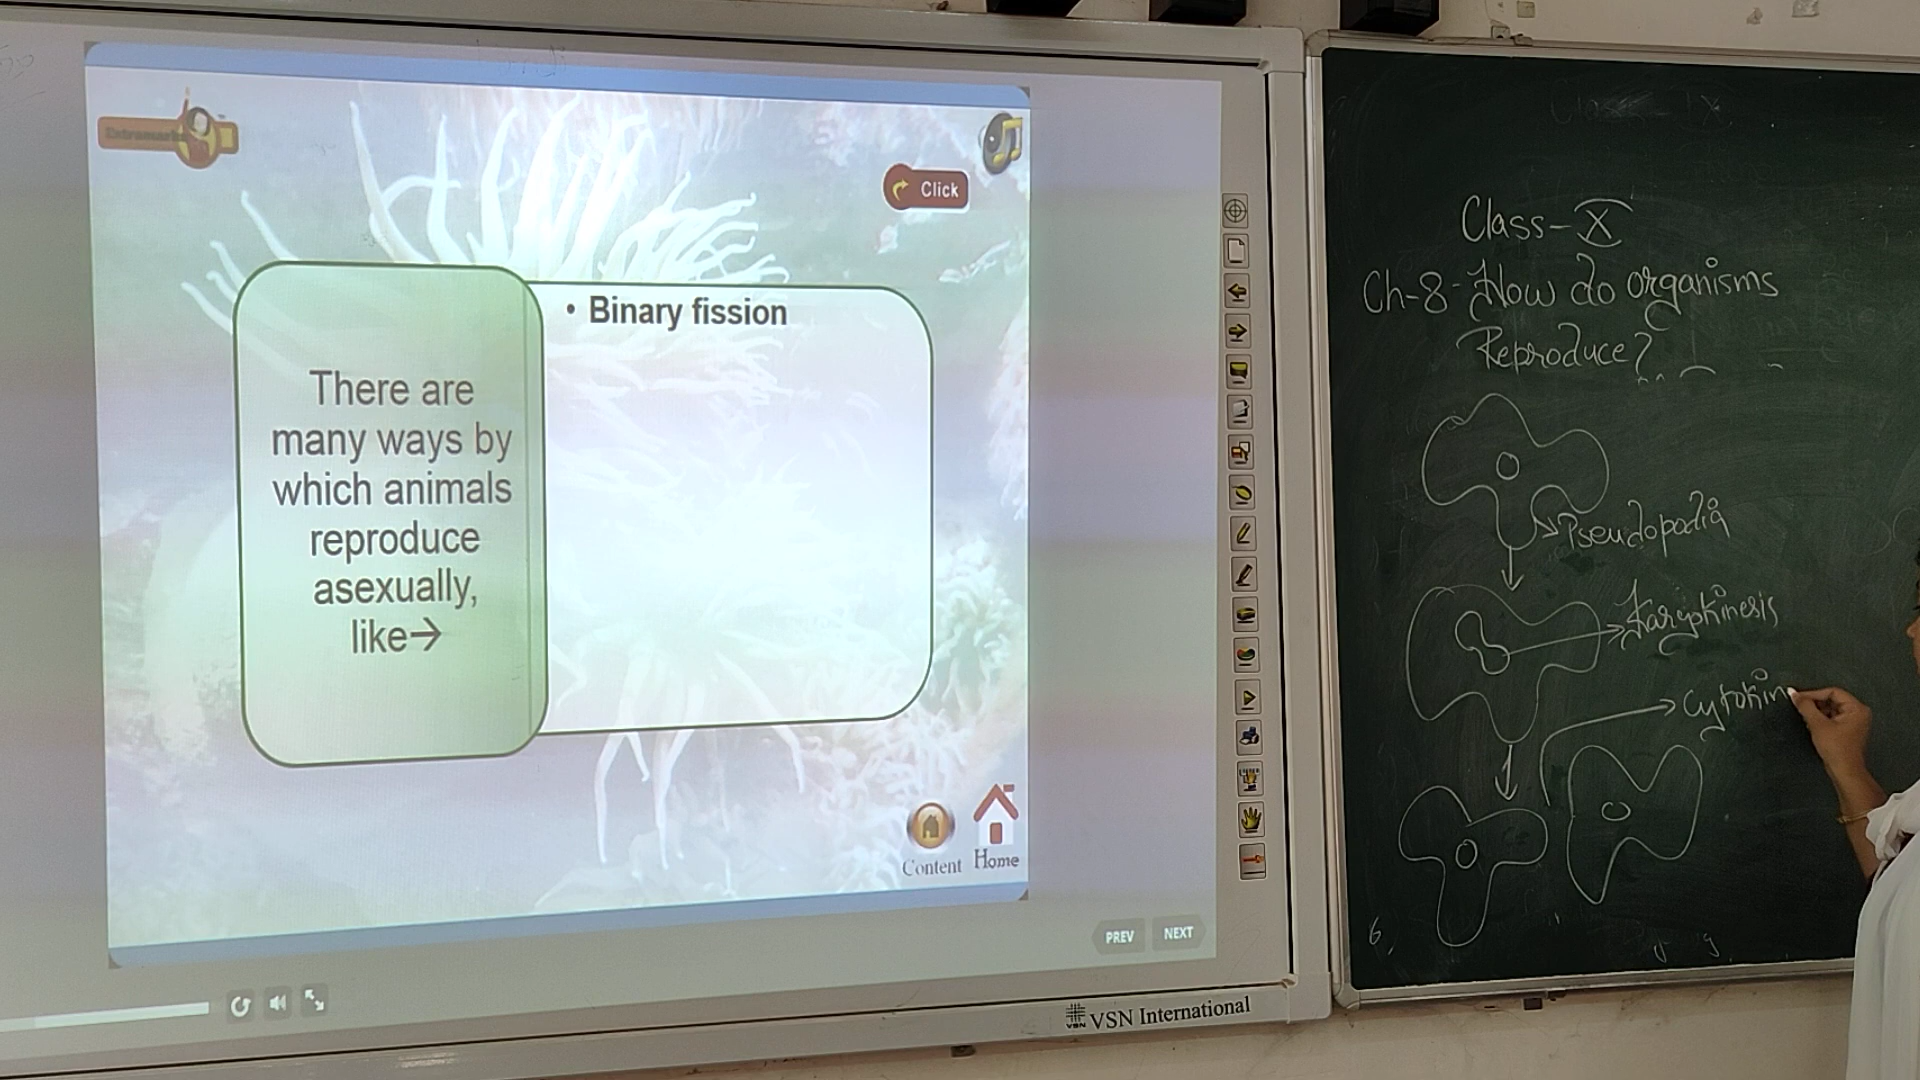 Extramarks
Click
• Binary fission
There are
many ways by
which animals
reproduce
asexually,
like→
Content
Home
PREV
NEXT
VSN International
Class-X
Ch-8-How do organisms
Reproduce?
Pseudopodia
Karyokinesis
Cytokin